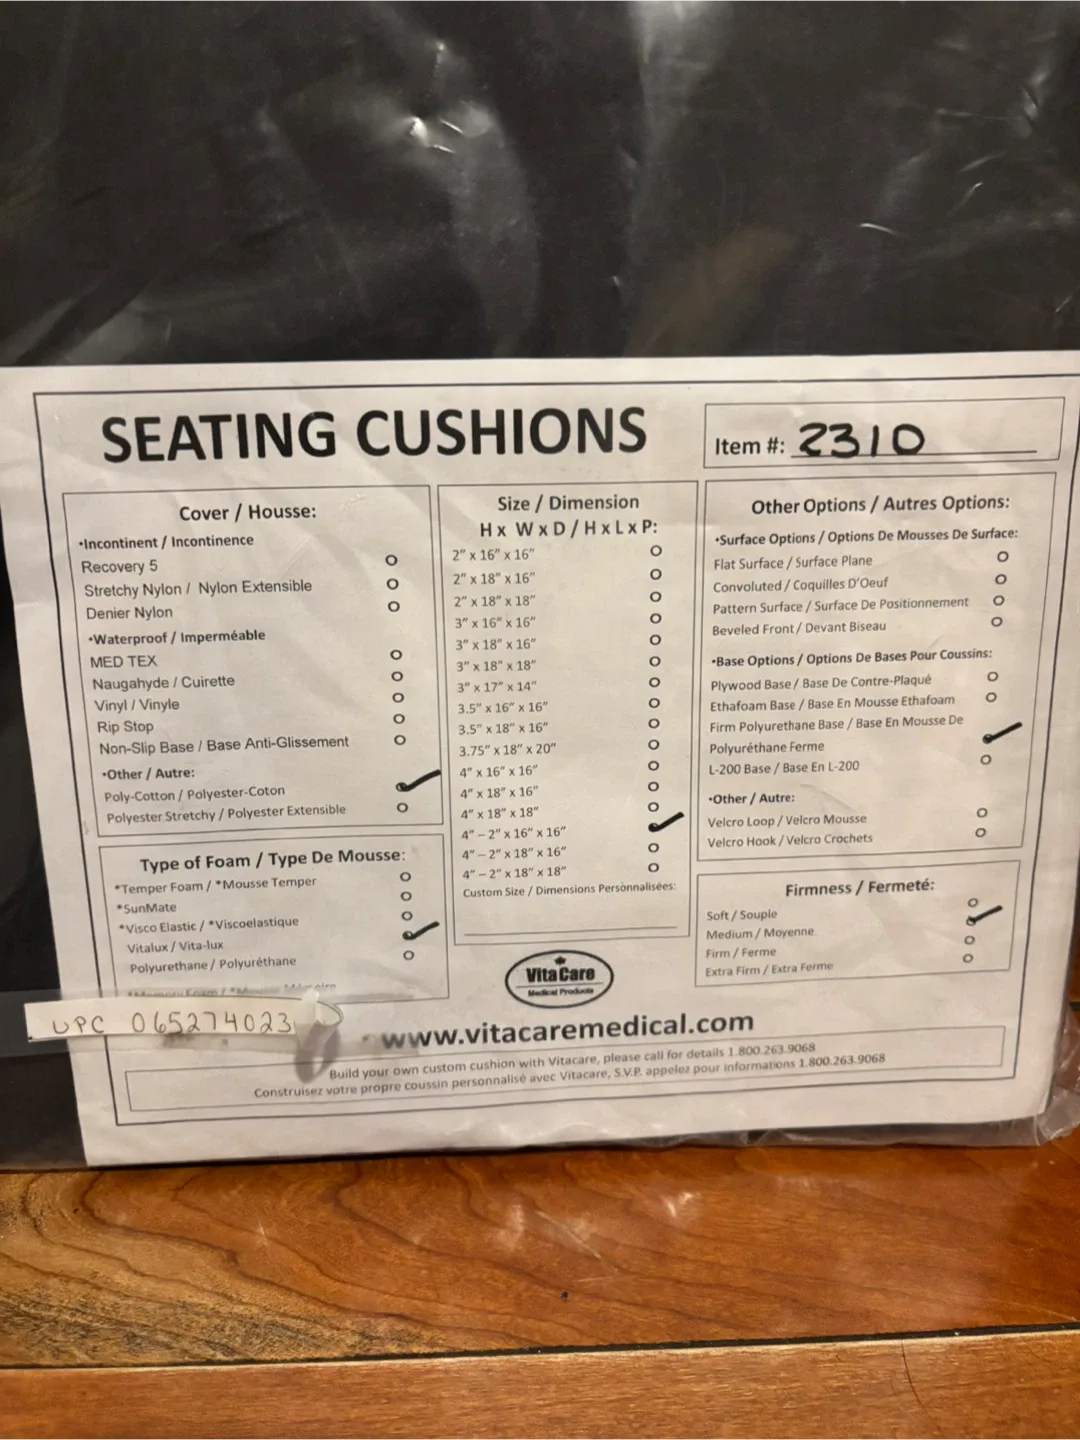 SEATING CUSHIONS
Item #: 2310
Cover / Housse:
•Incontinent / Incontinence
Recovery 5
Stretchy Nylon / Nylon Extensible
Denier Nylon
•Waterproof / Imperméable
MED TEX
Naugahyde / Cuirette
Vinyl / Vinyle
Rip Stop
Non-Slip Base / Base Anti-Glissement
•Other / Autre:
Poly-Cotton / Polyester-Coton
Polyester Stretchy / Polyester Extensible
Type of Foam / Type De Mousse:
*Temper Foam / *Mousse Temper
*SunMate
*Visco Elastic / *Viscoelastique
Vitalux / Vita-lux
Polyurethane / Polyuréthane
*Memory Foam / *Mousse Mémoire
UPC 065274023
Size / Dimension
H x W x D / H x L x P:
2" x 16" x 16"
2" x 18" x 16"
2" x 18" x 18"
3" x 16" x 16"
3" x 18" x 16"
3" x 18" x 18"
3" x 17" x 14"
3.5" x 16" x 16"
3.5" x 18" x 16"
3.75" x 18" x 20"
4" x 16" x 16"
4" x 18" x 16"
4" x 18" x 18"
4" – 2" x 16" x 16"
4" – 2" x 18" x 16"
4" – 2" x 18" x 18"
Custom Size / Dimensions Personnalisées:
Other Options / Autres Options:
•Surface Options / Options De Mousses De Surface:
Flat Surface / Surface Plane
Convoluted / Coquilles D'Oeuf
Pattern Surface / Surface De Positionnement
Beveled Front / Devant Biseau
•Base Options / Options De Bases Pour Coussins:
Plywood Base / Base De Contre-Plaqué
Ethafoam Base / Base En Mousse Ethafoam
Firm Polyurethane Base / Base En Mousse De
Polyuréthane Ferme
L-200 Base / Base En L-200
•Other / Autre:
Velcro Loop / Velcro Mousse
Velcro Hook / Velcro Crochets
Firmness / Fermeté:
Soft / Souple
Medium / Moyenne
Firm / Ferme
Extra Firm / Extra Ferme
VitaCare
Medical Products
www.vitacaremedical.com
Build your own custom cushion with Vitacare, please call for details 1.800.263.9068
Construisez votre propre coussin personnalisé avec Vitacare, S.V.P. appelez pour informations 1.800.263.9068